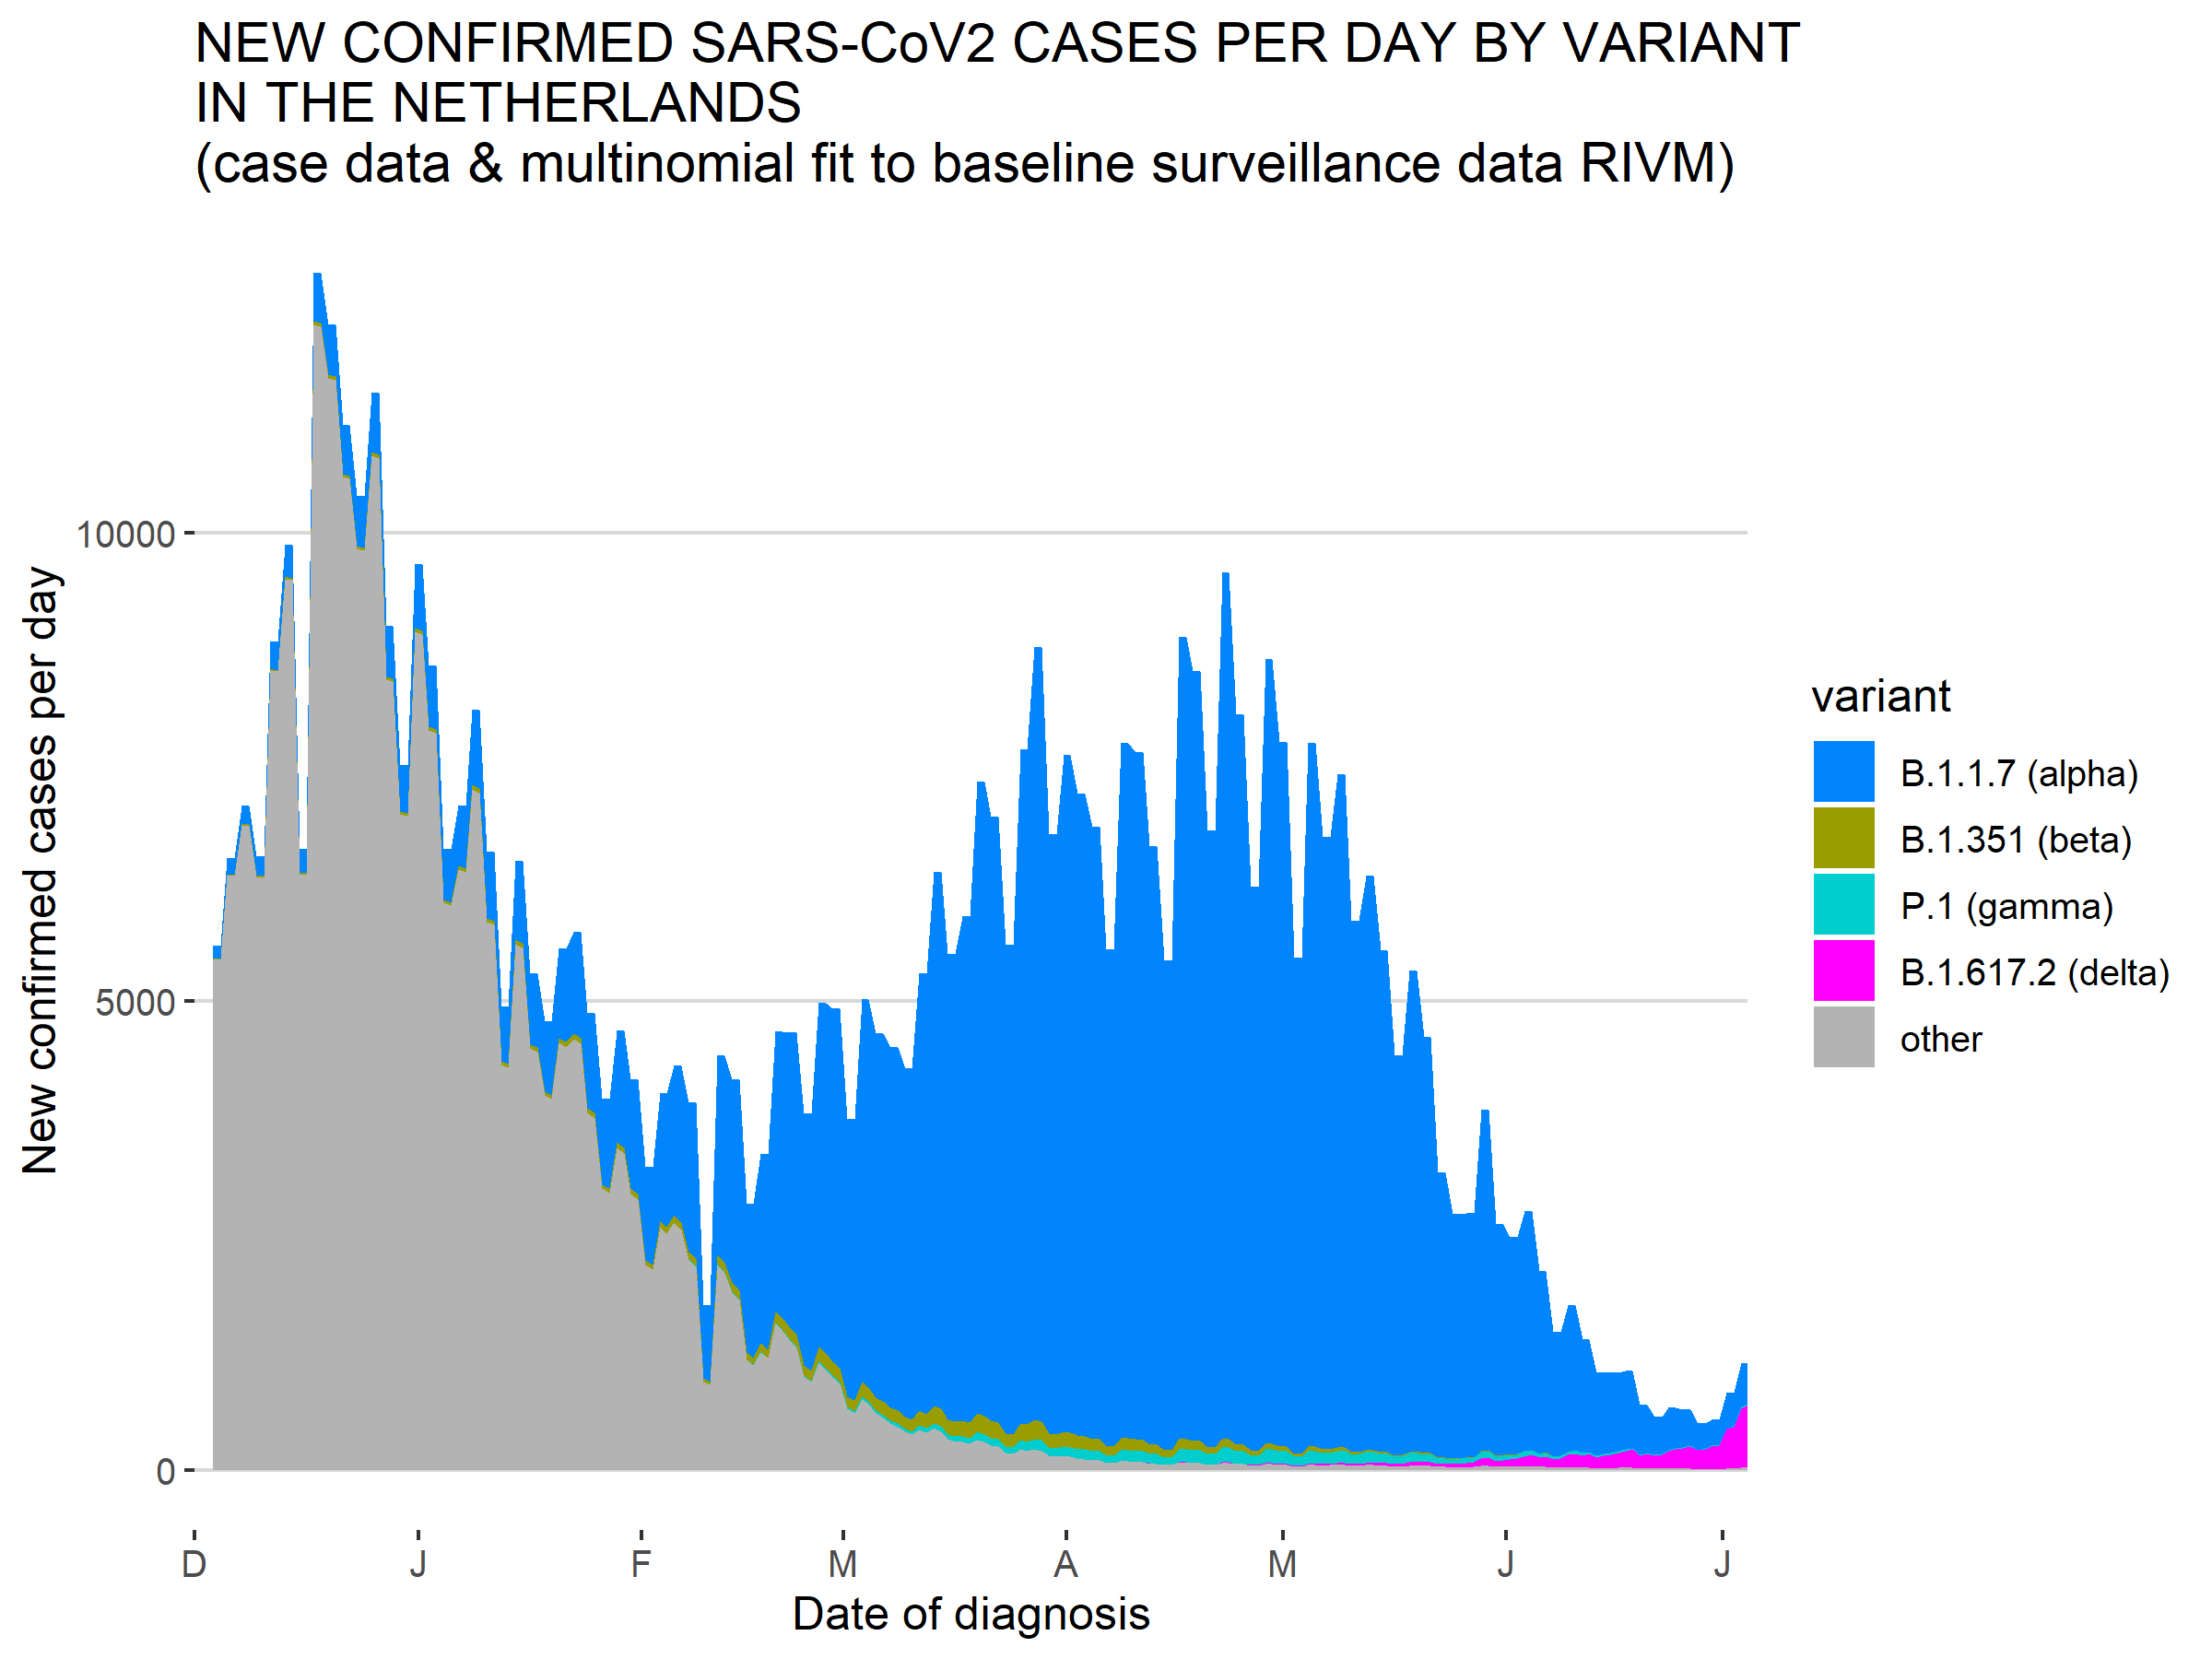 NEW CONFIRMED SARS-CoV2 CASES PER DAY BY VARIANT
IN THE NETHERLANDS
(case data & multinomial fit to baseline surveillance data RIVM)
New confirmed cases per day
10000
5000
0
D J F M A M J J
Date of diagnosis
variant
B.1.1.7 (alpha)
B.1.351 (beta)
P.1 (gamma)
B.1.617.2 (delta)
other